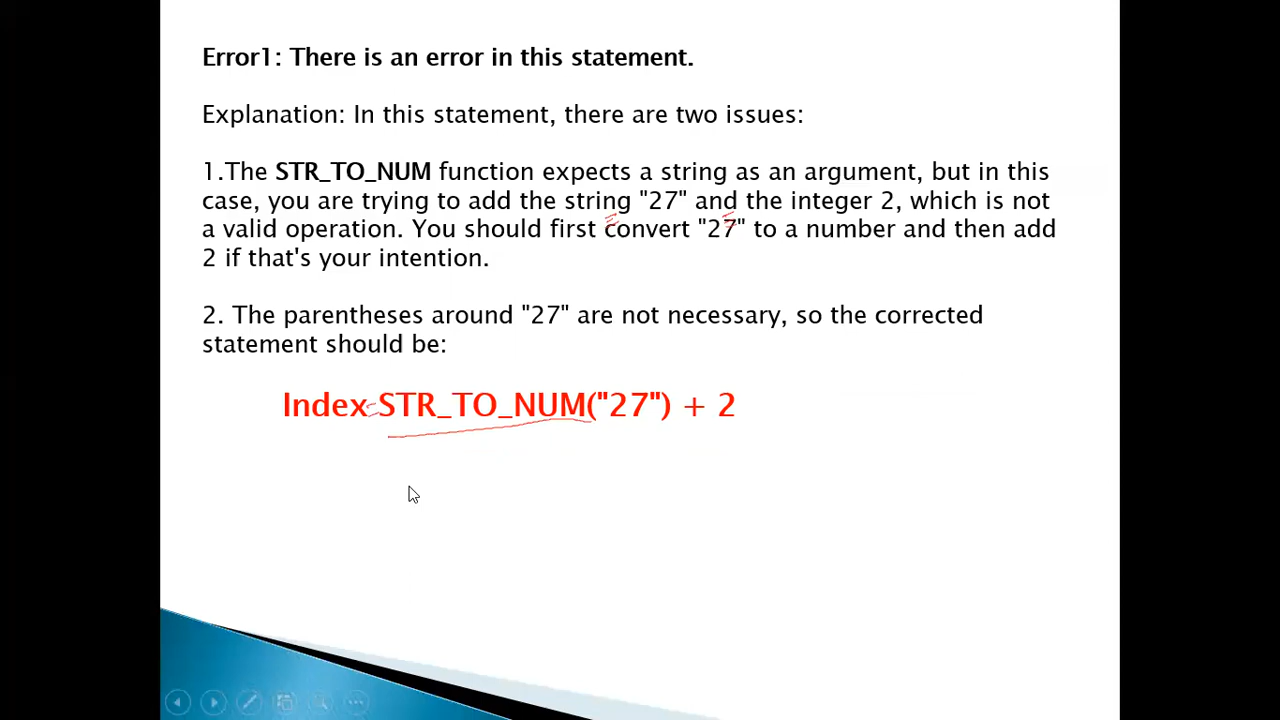 Error1: There is an error in this statement.
Explanation: In this statement, there are two issues:
1.The STR_TO_NUM function expects a string as an argument, but in this
case, you are trying to add the string "27" and the integer 2, which is not
a valid operation. You should first convert "27" to a number and then add
2 if that's your intention.
2. The parentheses around "27" are not necessary, so the corrected
statement should be:
Index STR_TO_NUM("27") + 2